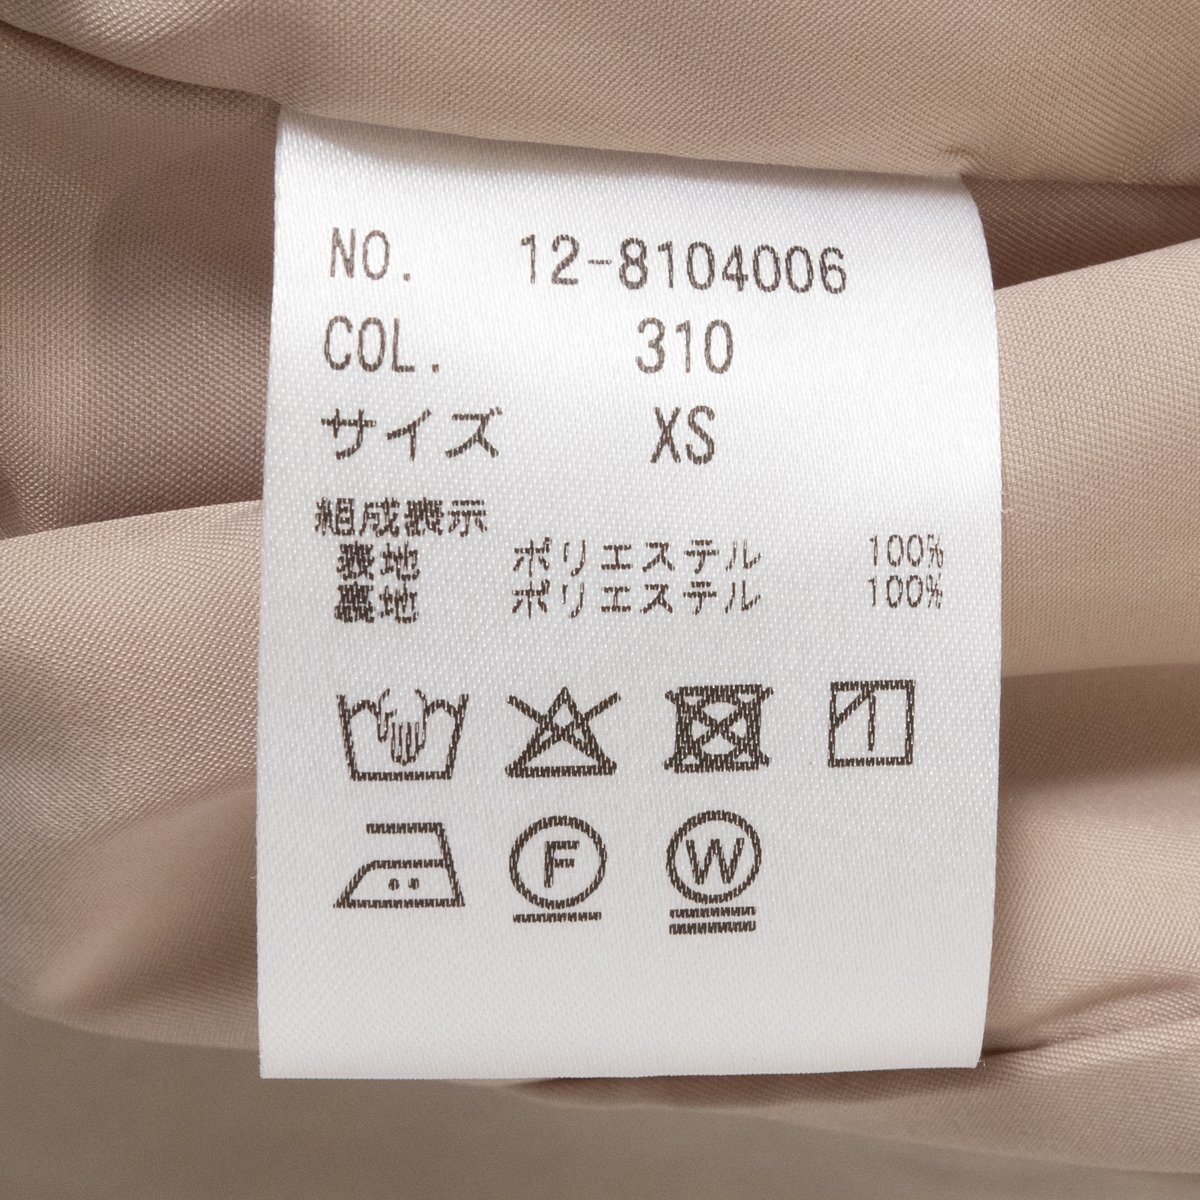 NO. 12-8104006
COL. 310
サイズ XS
組成表示
表地 ポリエステル 100%
裏地 ポリエステル 100%
F
W